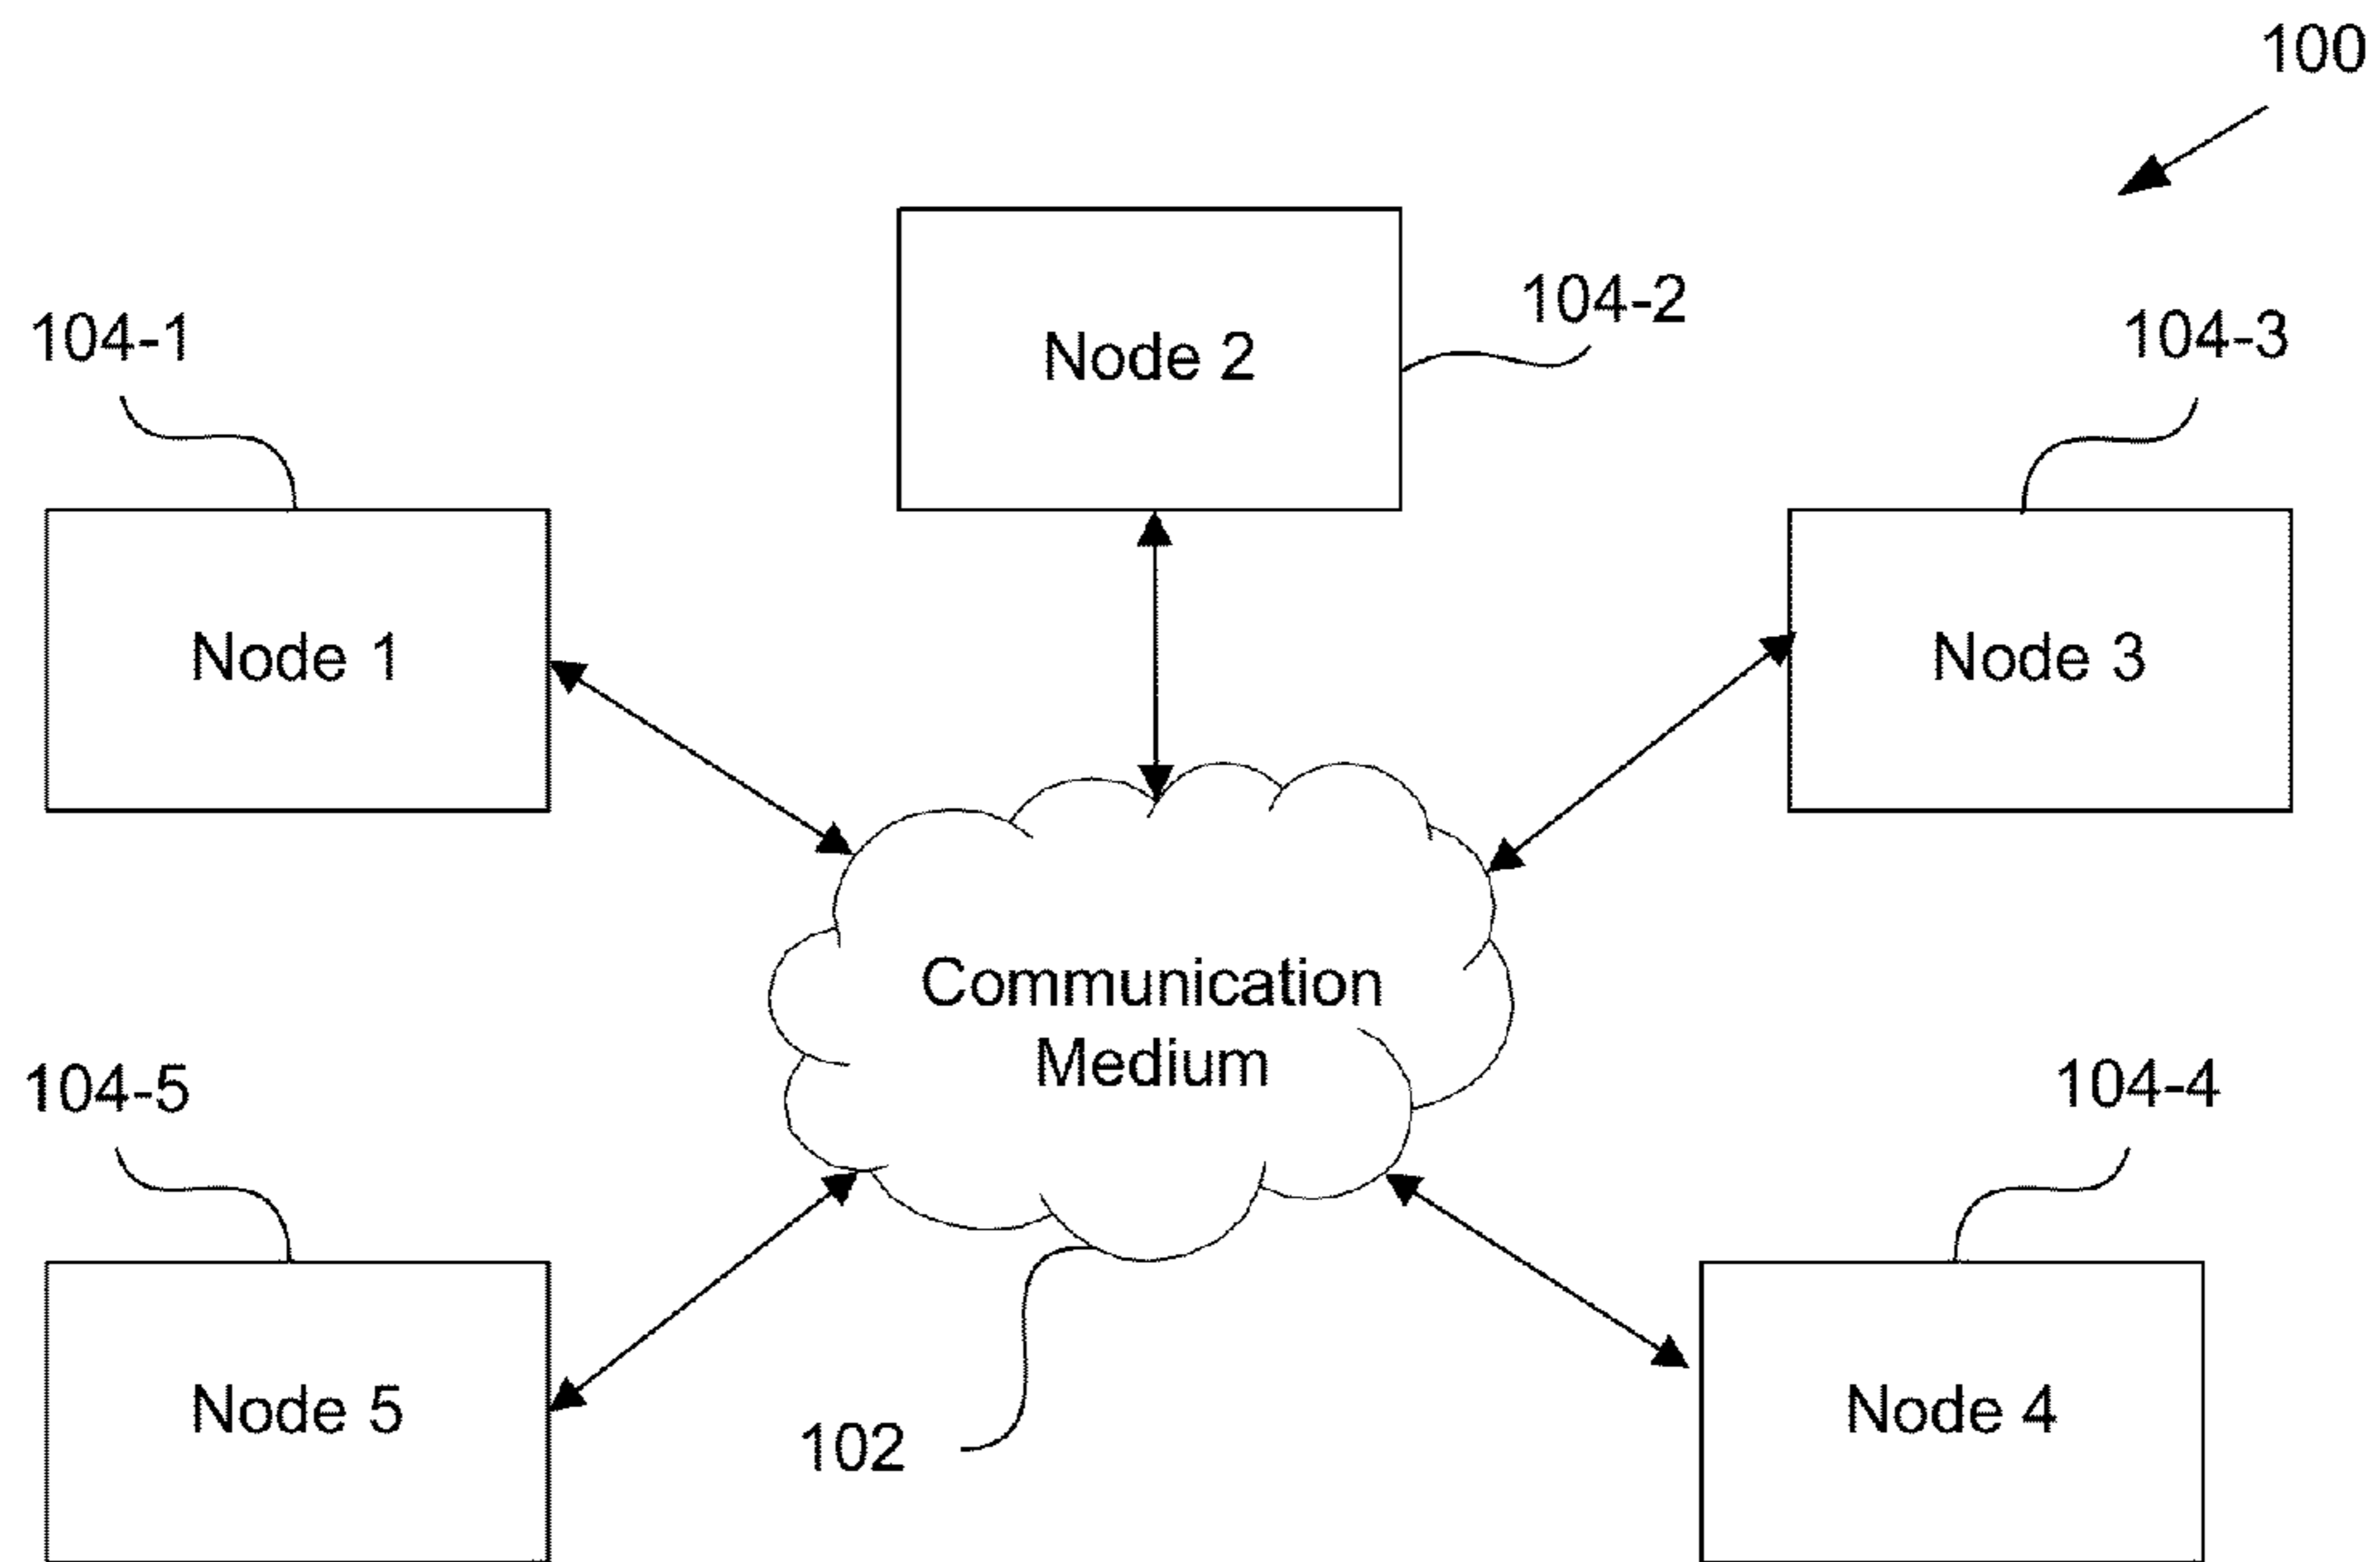 100
104-2
104-1
104-3
Node 2
Node 1
Node 3
Communication
Medium
104-5
104-4
Node 5
102
Node 4